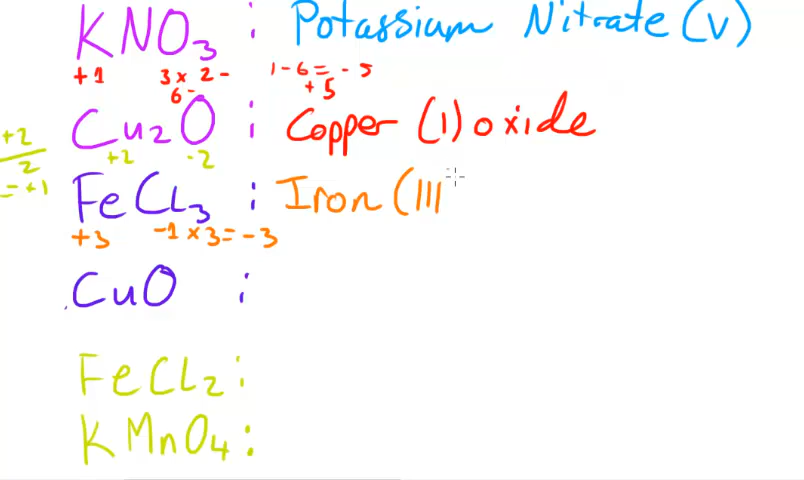 KNO3 : Potassium Nitrate (V)
+1 3 x 2 - 1 - 6 = - 5
6 - + 5
Cu2O : Copper (I) oxide
+2/2 = +1 +2 -2
FeCl3 : Iron (III
+3 -1 x 3 = -3
CuO :
FeCl2 :
KMnO4 :